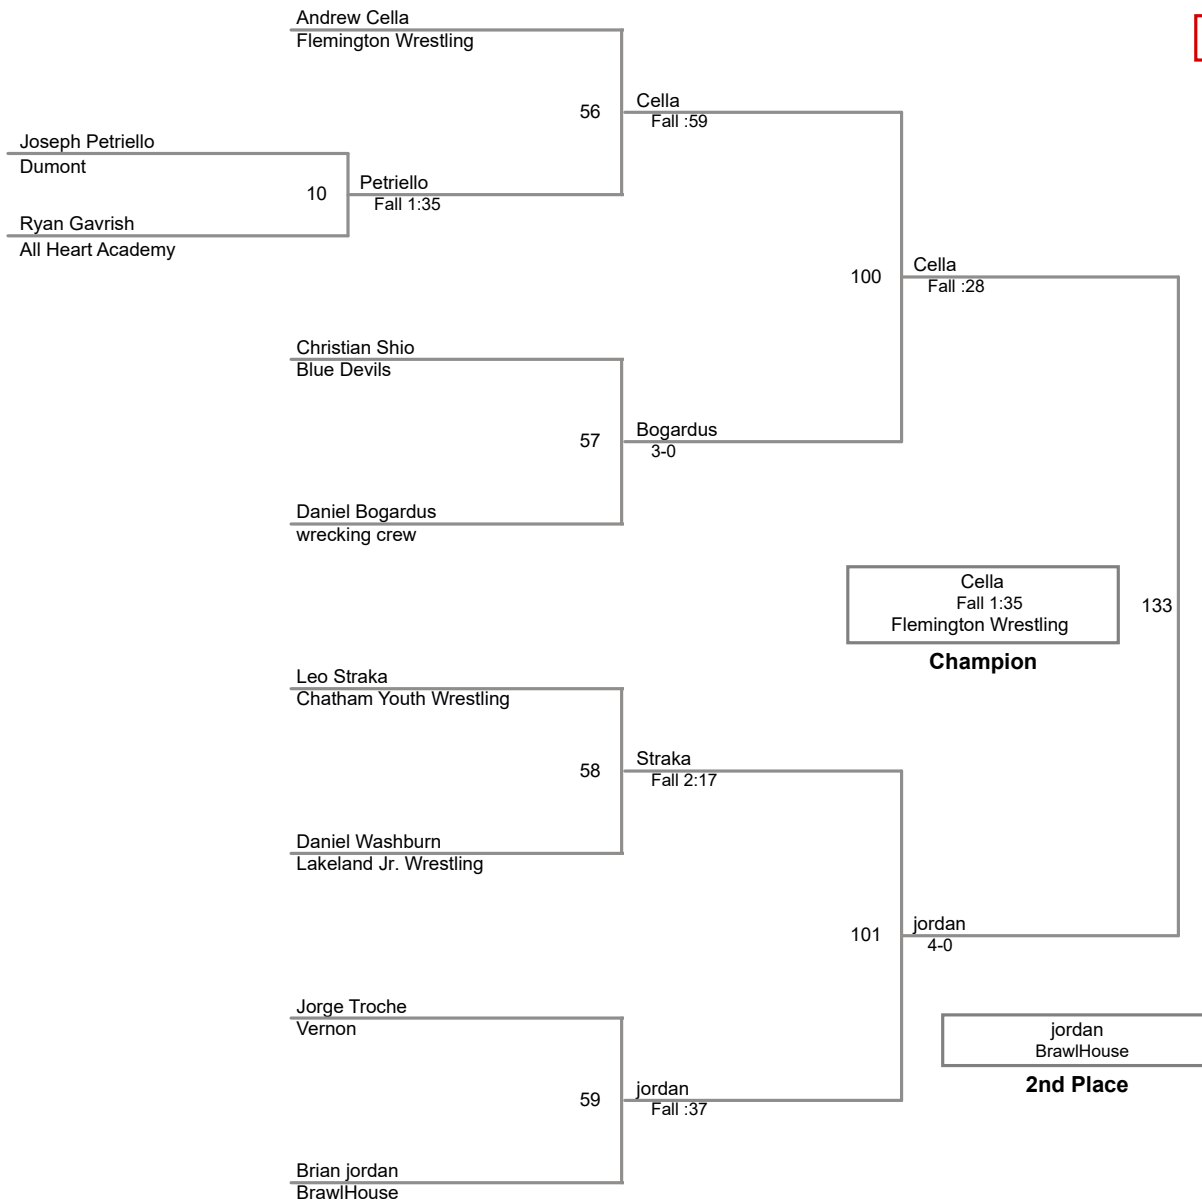 Andrew Cella
Flemington Wrestling
56
Cella
Fall :59
Joseph Petriello
Dumont
10
Petriello
Fall 1:35
Ryan Gavrish
All Heart Academy
100
Cella
Fall :28
Christian Shio
Blue Devils
57
Bogardus
3-0
Daniel Bogardus
wrecking crew
Cella
Fall 1:35
Flemington Wrestling
Champion
133
Leo Straka
Chatham Youth Wrestling
58
Straka
Fall 2:17
Daniel Washburn
Lakeland Jr. Wrestling
101
jordan
4-0
Jorge Troche
Vernon
jordan
BrawlHouse
2nd Place
59
jordan
Fall :37
Brian jordan
BrawlHouse